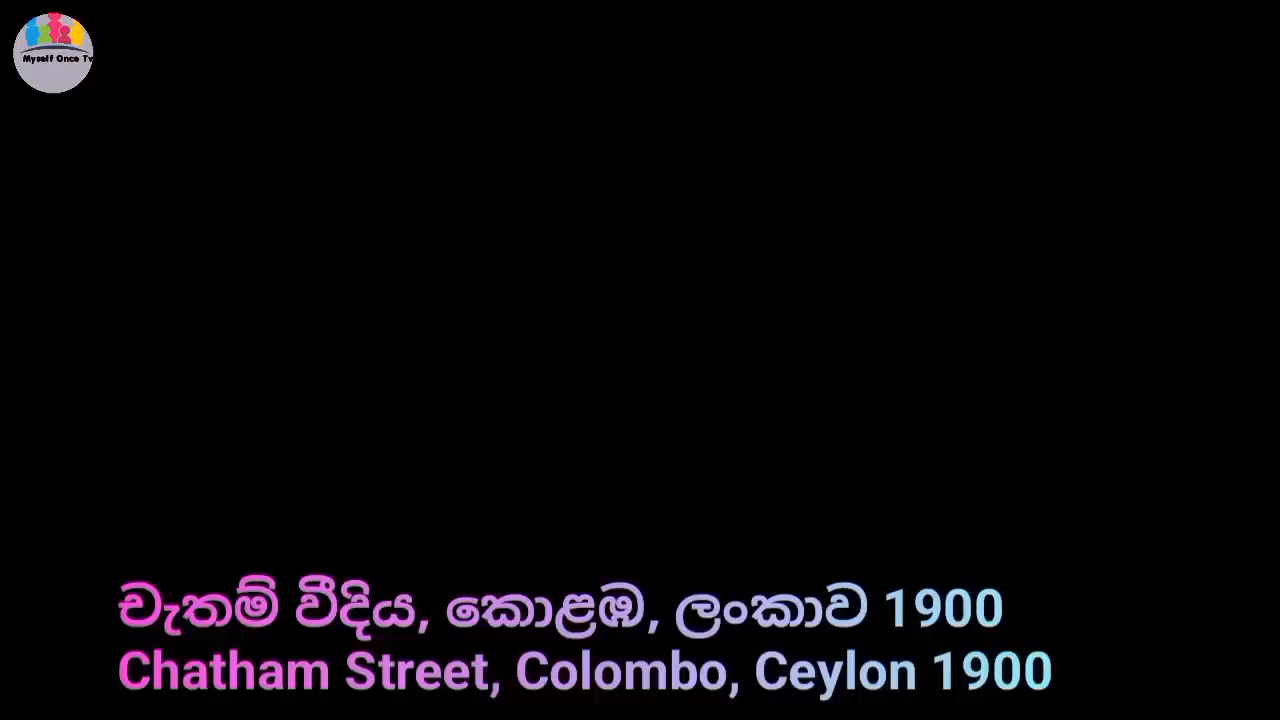 Myself Once Tv
චැතම් වීදිය, කොළඹ, ලංකාව 1900
Chatham Street, Colombo, Ceylon 1900